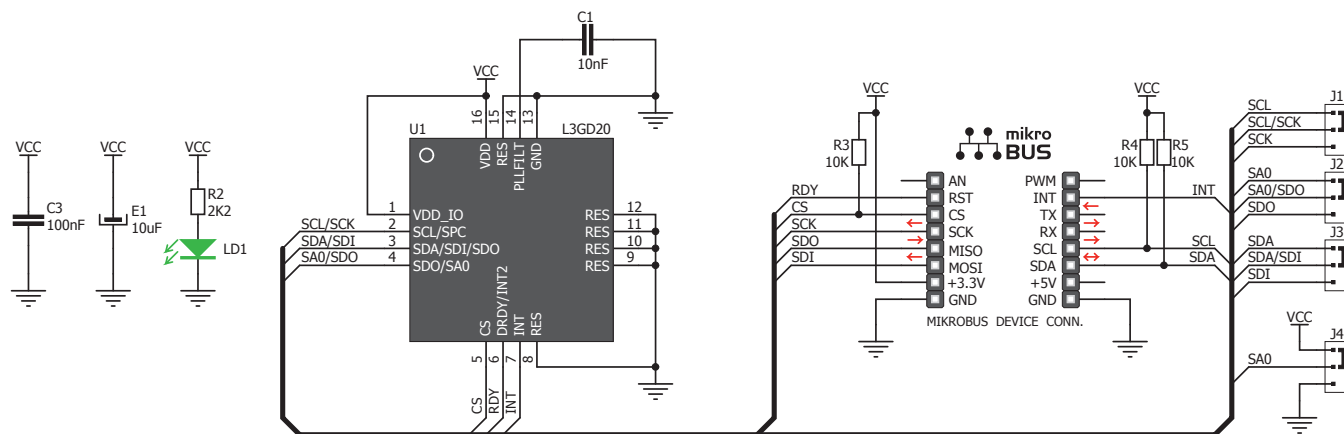 VCC
C3
100nF
VCC
E1
10uF
VCC
R2
2K2
LD1
C1
10nF
VCC
16
15
14
13
U1
L3GD20
VDD
RES
PLLFILT
GND
1
VDD_IO
SCL/SCK
2
SCL/SPC
SDA/SDI
3
SDA/SDI/SDO
SA0/SDO
4
SDO/SA0
RES
12
RES
11
RES
10
RES
9
CS
DRDY/INT2
INT
RES
5
6
7
8
CS
RDY
INT
VCC
R3
10K
mikro
BUS
VCC
R4
10K
R5
10K
RDY
CS
SCK
SDO
SDI
AN
RST
CS
SCK
MISO
MOSI
+3.3V
GND
PWM
INT
TX
RX
SCL
SDA
+5V
GND
INT
SCL
SDA
MIKROBUS DEVICE CONN.
J1
SCL
SCL/SCK
SCK
J2
SA0
SA0/SDO
SDO
J3
SDA
SDA/SDI
SDI
VCC
J4
SA0